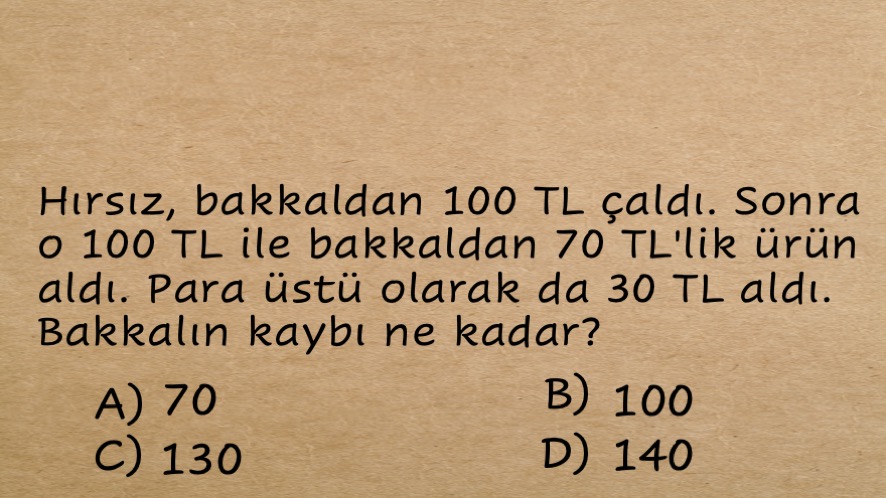 Hırsız, bakkaldan 100 TL çaldı. Sonra
o 100 TL ile bakkaldan 70 TL'lik ürün
aldı. Para üstü olarak da 30 TL aldı.
Bakkalın kaybı ne kadar?
A) 70 B) 100
C) 130 D) 140